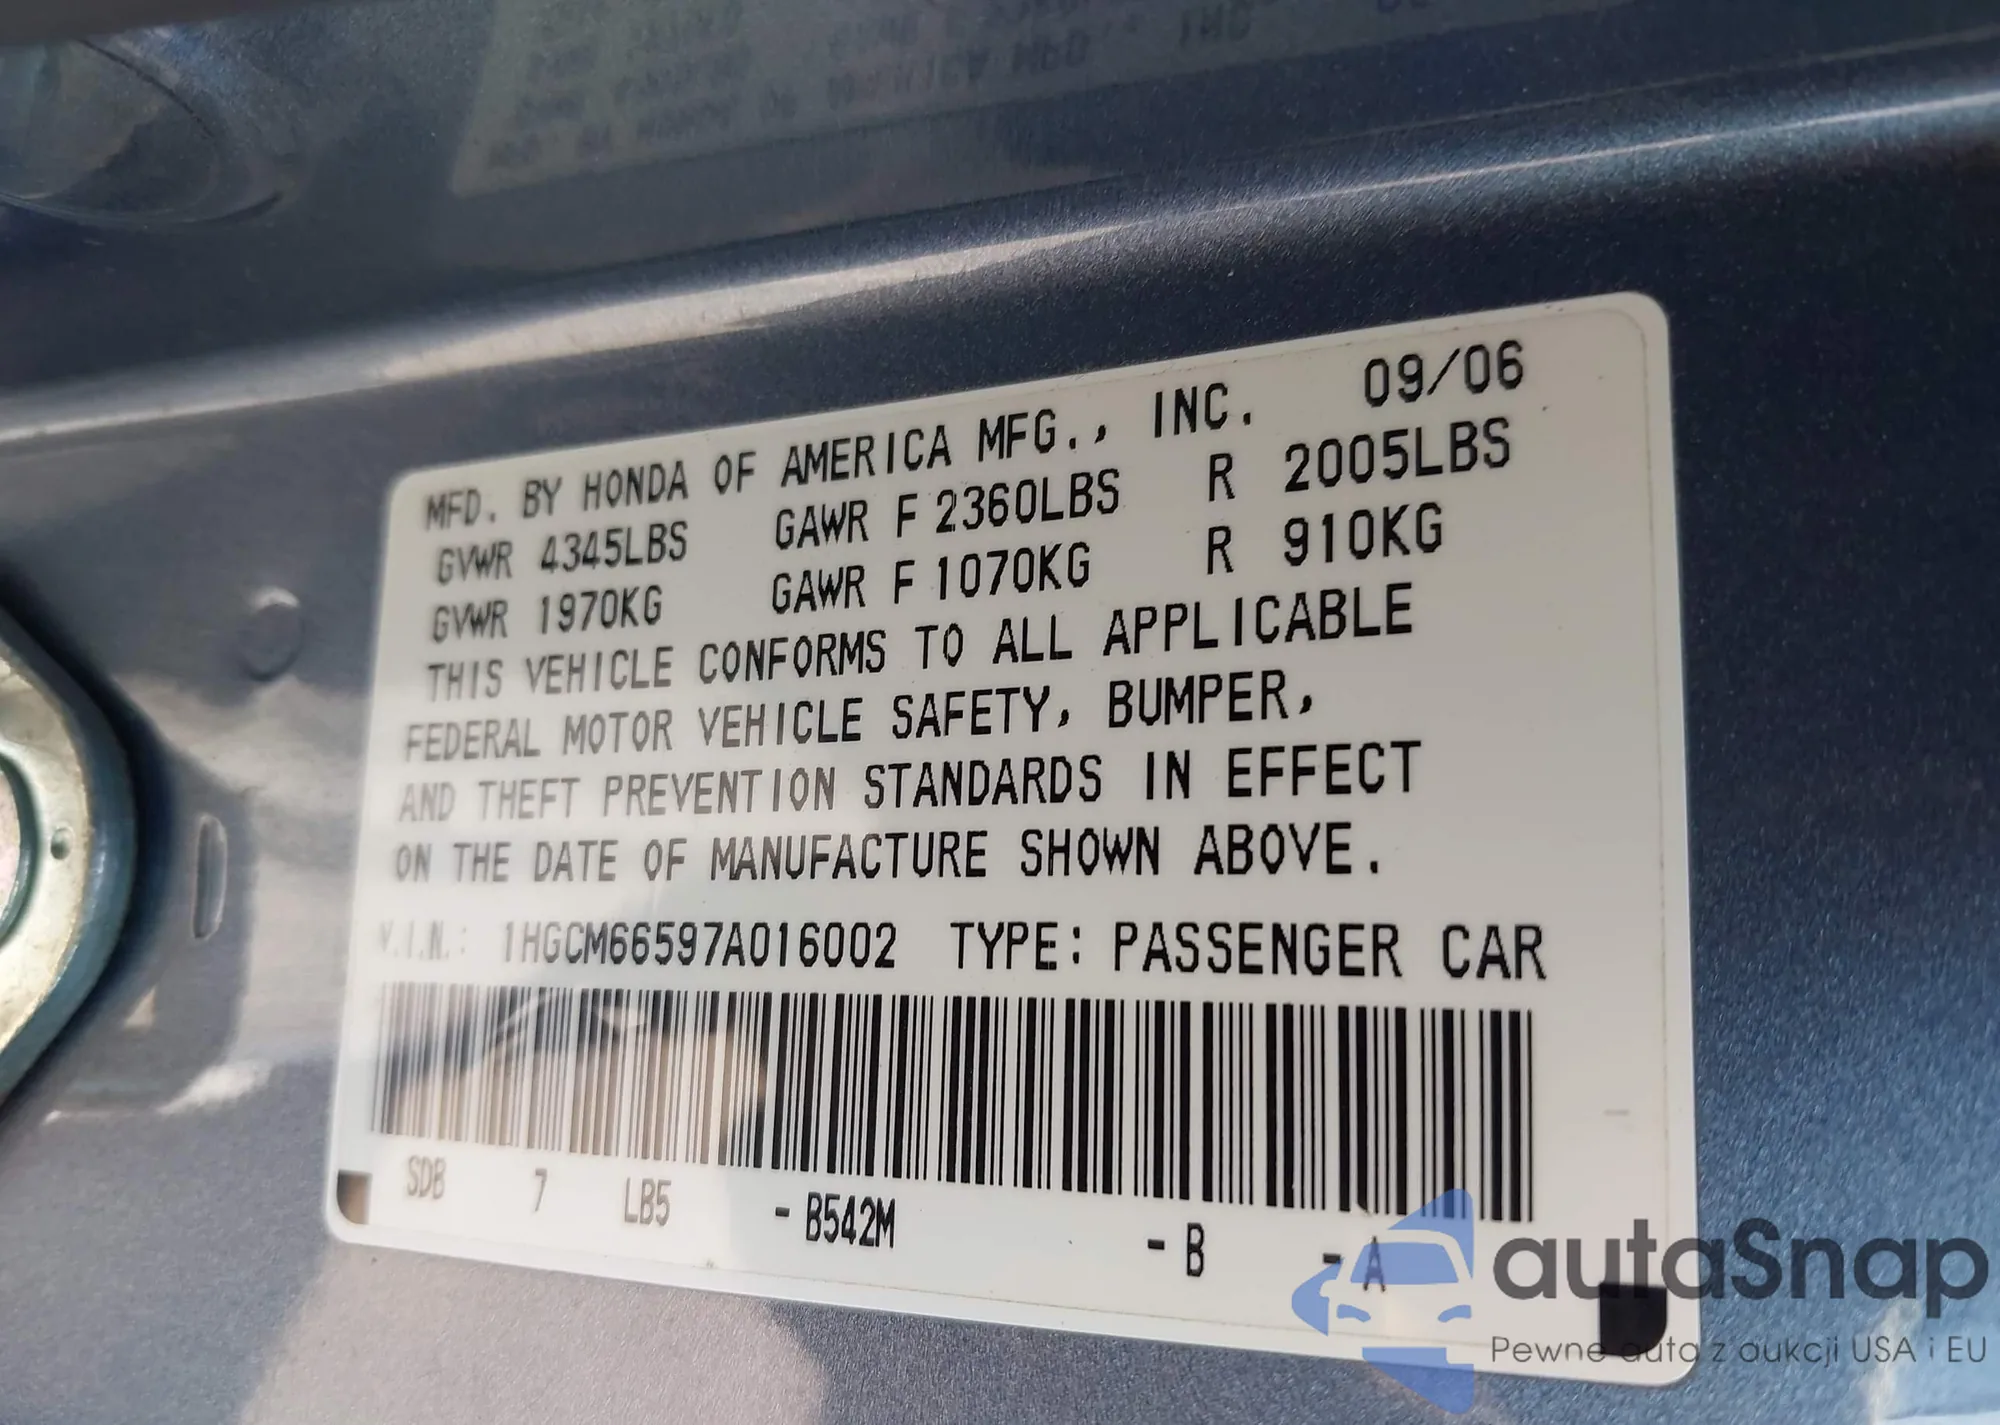 MFD. BY HONDA OF AMERICA MFG., INC. 09/06
GVWR 4345LBS GAWR F 2360LBS R 2005LBS
GVWR 1970KG GAWR F 1070KG R 910KG
THIS VEHICLE CONFORMS TO ALL APPLICABLE
FEDERAL MOTOR VEHICLE SAFETY, BUMPER,
AND THEFT PREVENTION STANDARDS IN EFFECT
ON THE DATE OF MANUFACTURE SHOWN ABOVE.
V.I.N.: 1HGCM66597A016002 TYPE: PASSENGER CAR
SDB 7 LB5 - B542M - B - A
autaSnap
Pewne auta z aukcji USA i EU